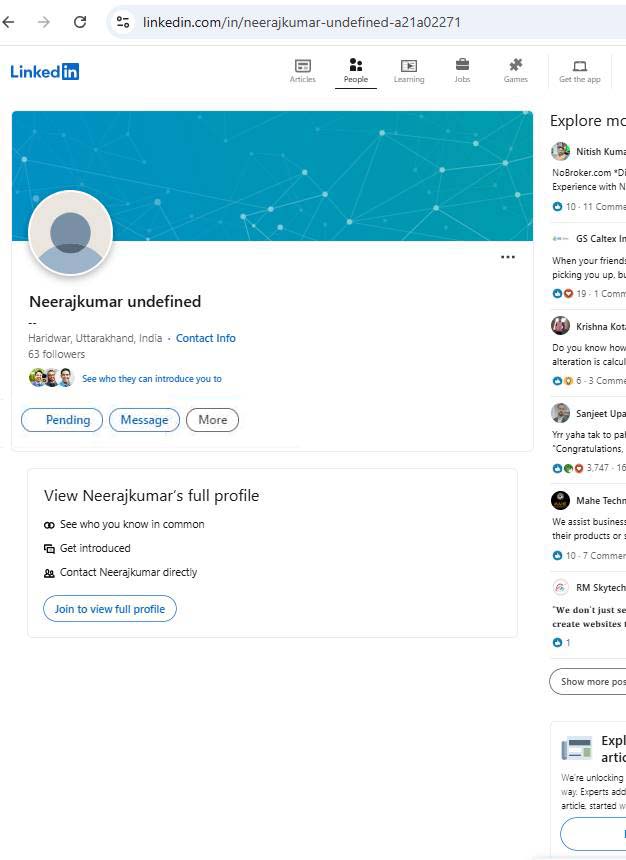 linkedin.com/in/neerajkumar-undefined-a21a02271
Linked in
Articles
People
Learning
Jobs
Games
Get the app
Neerajkumar undefined
--
Haridwar, Uttarakhand, India · Contact Info
63 followers
See who they can introduce you to
Pending
Message
More
View Neerajkumar's full profile
See who you know in common
Get introduced
Contact Neerajkumar directly
Join to view full profile
Explore mo
Nitish Kuma
NoBroker.com "Di
Experience with N
10 · 11 Comme
GS Caltex In
When your friends
picking you up, bu
19 · 1 Comm
Krishna Kota
Do you know how
alteration is calcul
6 · 3 Comme
Sanjeet Upa
Yrr yaha tak to pah
"Congratulations,
3,747 · 16
Mahe Techn
We assist business
their products or s
10 · 7 Commen
RM Skytech
"We don't just se
create websites t
1
Show more pos
Expl
artic
We're unlocking
way. Experts add
article, started w